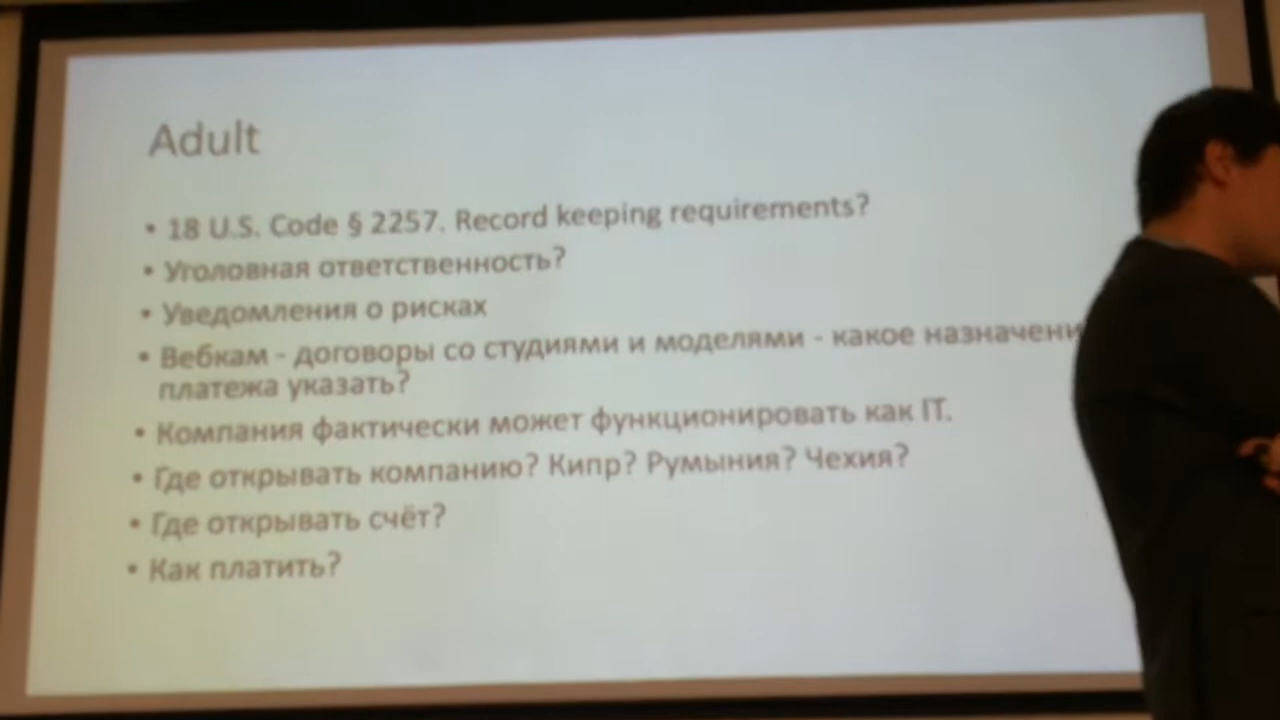 Adult
• 18 U.S. Code § 2257. Record keeping requirements?
• Уголовная ответственность?
• Уведомления о рисках
• Вебкам - договоры со студиями и моделями - какое назначени
платежа указать?
• Компания фактически может функционировать как IT.
• Где открывать компанию? Кипр? Румыния? Чехия?
• Где открывать счёт?
• Как платить?